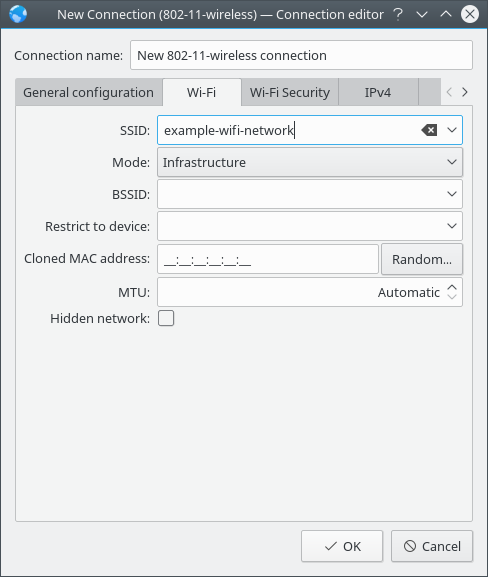 New Connection (802-11-wireless) — Connection editor
Connection name: New 802-11-wireless connection
General configuration Wi-Fi Wi-Fi Security IPv4
SSID: example-wifi-network
Mode: Infrastructure
BSSID:
Restrict to device:
Cloned MAC address: __:__:__:__:__:__ Random...
MTU: Automatic
Hidden network:
OK Cancel